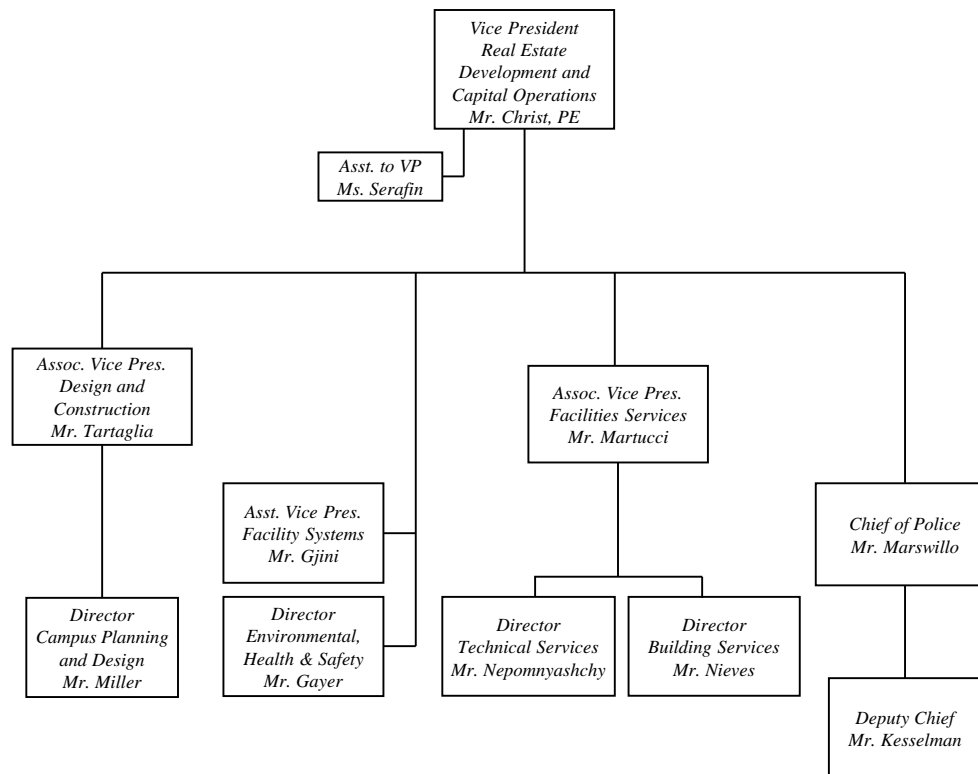 Vice President
Real Estate
Development and
Capital Operations
Mr. Christ, PE
Asst. to VP
Ms. Serafin
Assoc. Vice Pres.
Design and
Construction
Mr. Tartaglia
Assoc. Vice Pres.
Facilities Services
Mr. Martucci
Asst. Vice Pres.
Facility Systems
Mr. Gjini
Chief of Police
Mr. Marswillo
Director
Campus Planning
and Design
Mr. Miller
Director
Environmental,
Health & Safety
Mr. Gayer
Director
Technical Services
Mr. Nepomnyashchy
Director
Building Services
Mr. Nieves
Deputy Chief
Mr. Kesselman